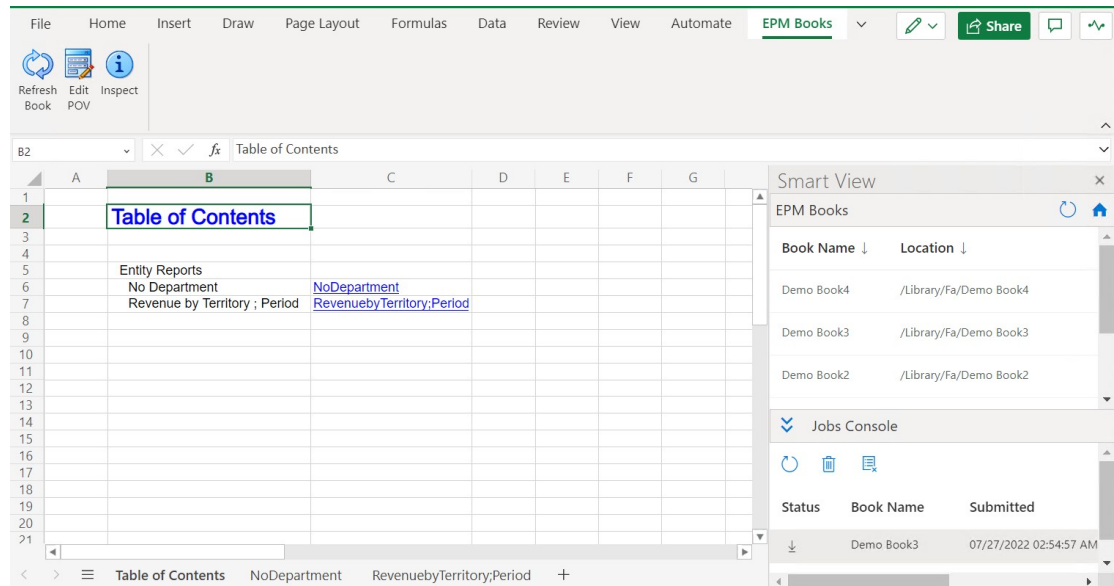 File Home Insert Draw Page Layout Formulas Data Review View Automate EPM Books Share
Refresh Book Edit POV Inspect
B2 fx Table of Contents
A B C D E F G
1
2 Table of Contents
3
4
5 Entity Reports
6 No Department NoDepartment
7 Revenue by Territory ; Period RevenuebyTerritory;Period
8
9
10
11
12
13
14
15
16
17
18
19
20
21
Table of Contents NoDepartment RevenuebyTerritory;Period
Smart View
EPM Books
Book Name ↓ Location ↓
Demo Book4 /Library/Fa/Demo Book4
Demo Book3 /Library/Fa/Demo Book3
Demo Book2 /Library/Fa/Demo Book2
Jobs Console
Status Book Name Submitted
Demo Book3 07/27/2022 02:54:57 AM